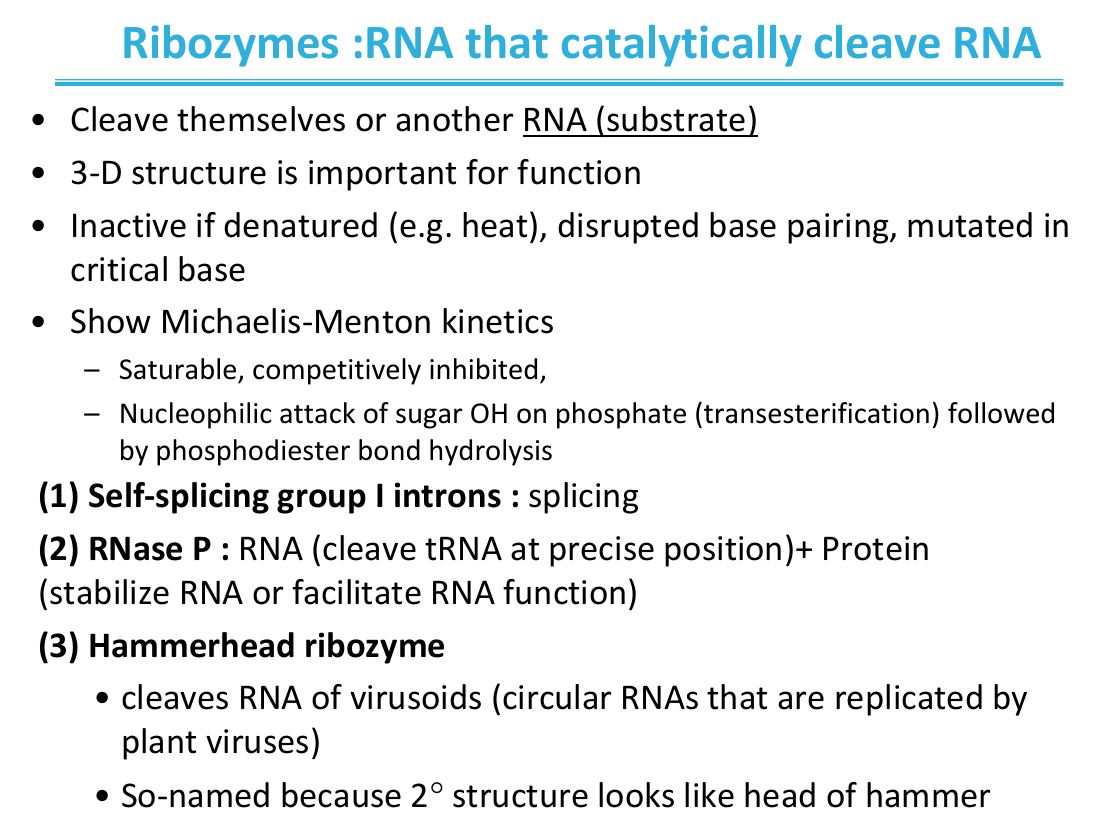 Ribozymes :RNA that catalytically cleave RNA
• Cleave themselves or another RNA (substrate)
• 3-D structure is important for function
• Inactive if denatured (e.g. heat), disrupted base pairing, mutated in
critical base
• Show Michaelis-Menton kinetics
– Saturable, competitively inhibited,
– Nucleophilic attack of sugar OH on phosphate (transesterification) followed
by phosphodiester bond hydrolysis
(1) Self-splicing group I introns : splicing
(2) RNase P : RNA (cleave tRNA at precise position)+ Protein
(stabilize RNA or facilitate RNA function)
(3) Hammerhead ribozyme
• cleaves RNA of virusoids (circular RNAs that are replicated by
plant viruses)
• So-named because 2° structure looks like head of hammer